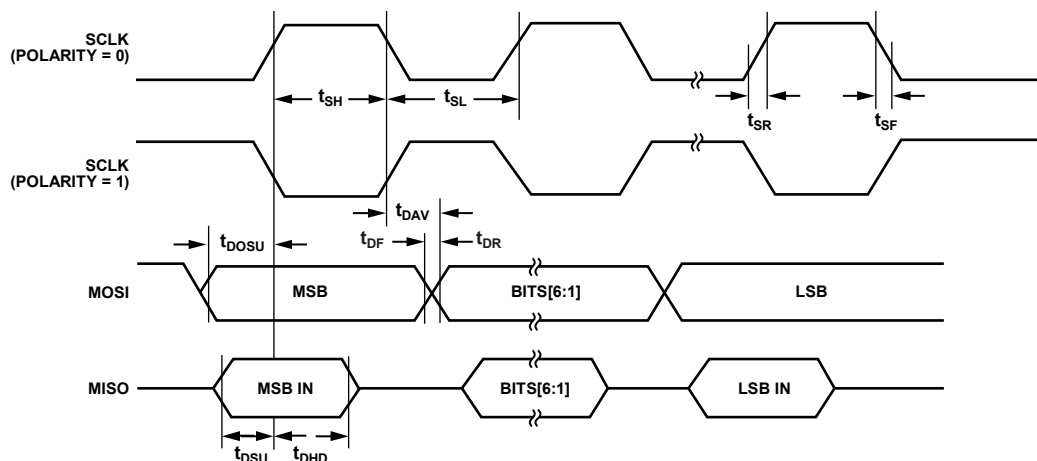 SCLK
(POLARITY = 0)
tSH
tSL
tSR
tSF
SCLK
(POLARITY = 1)
tDAV
tDOSU
tDF
tDR
MOSI
MSB
BITS[6:1]
LSB
MISO
MSB IN
BITS[6:1]
LSB IN
tDSU
tDHD